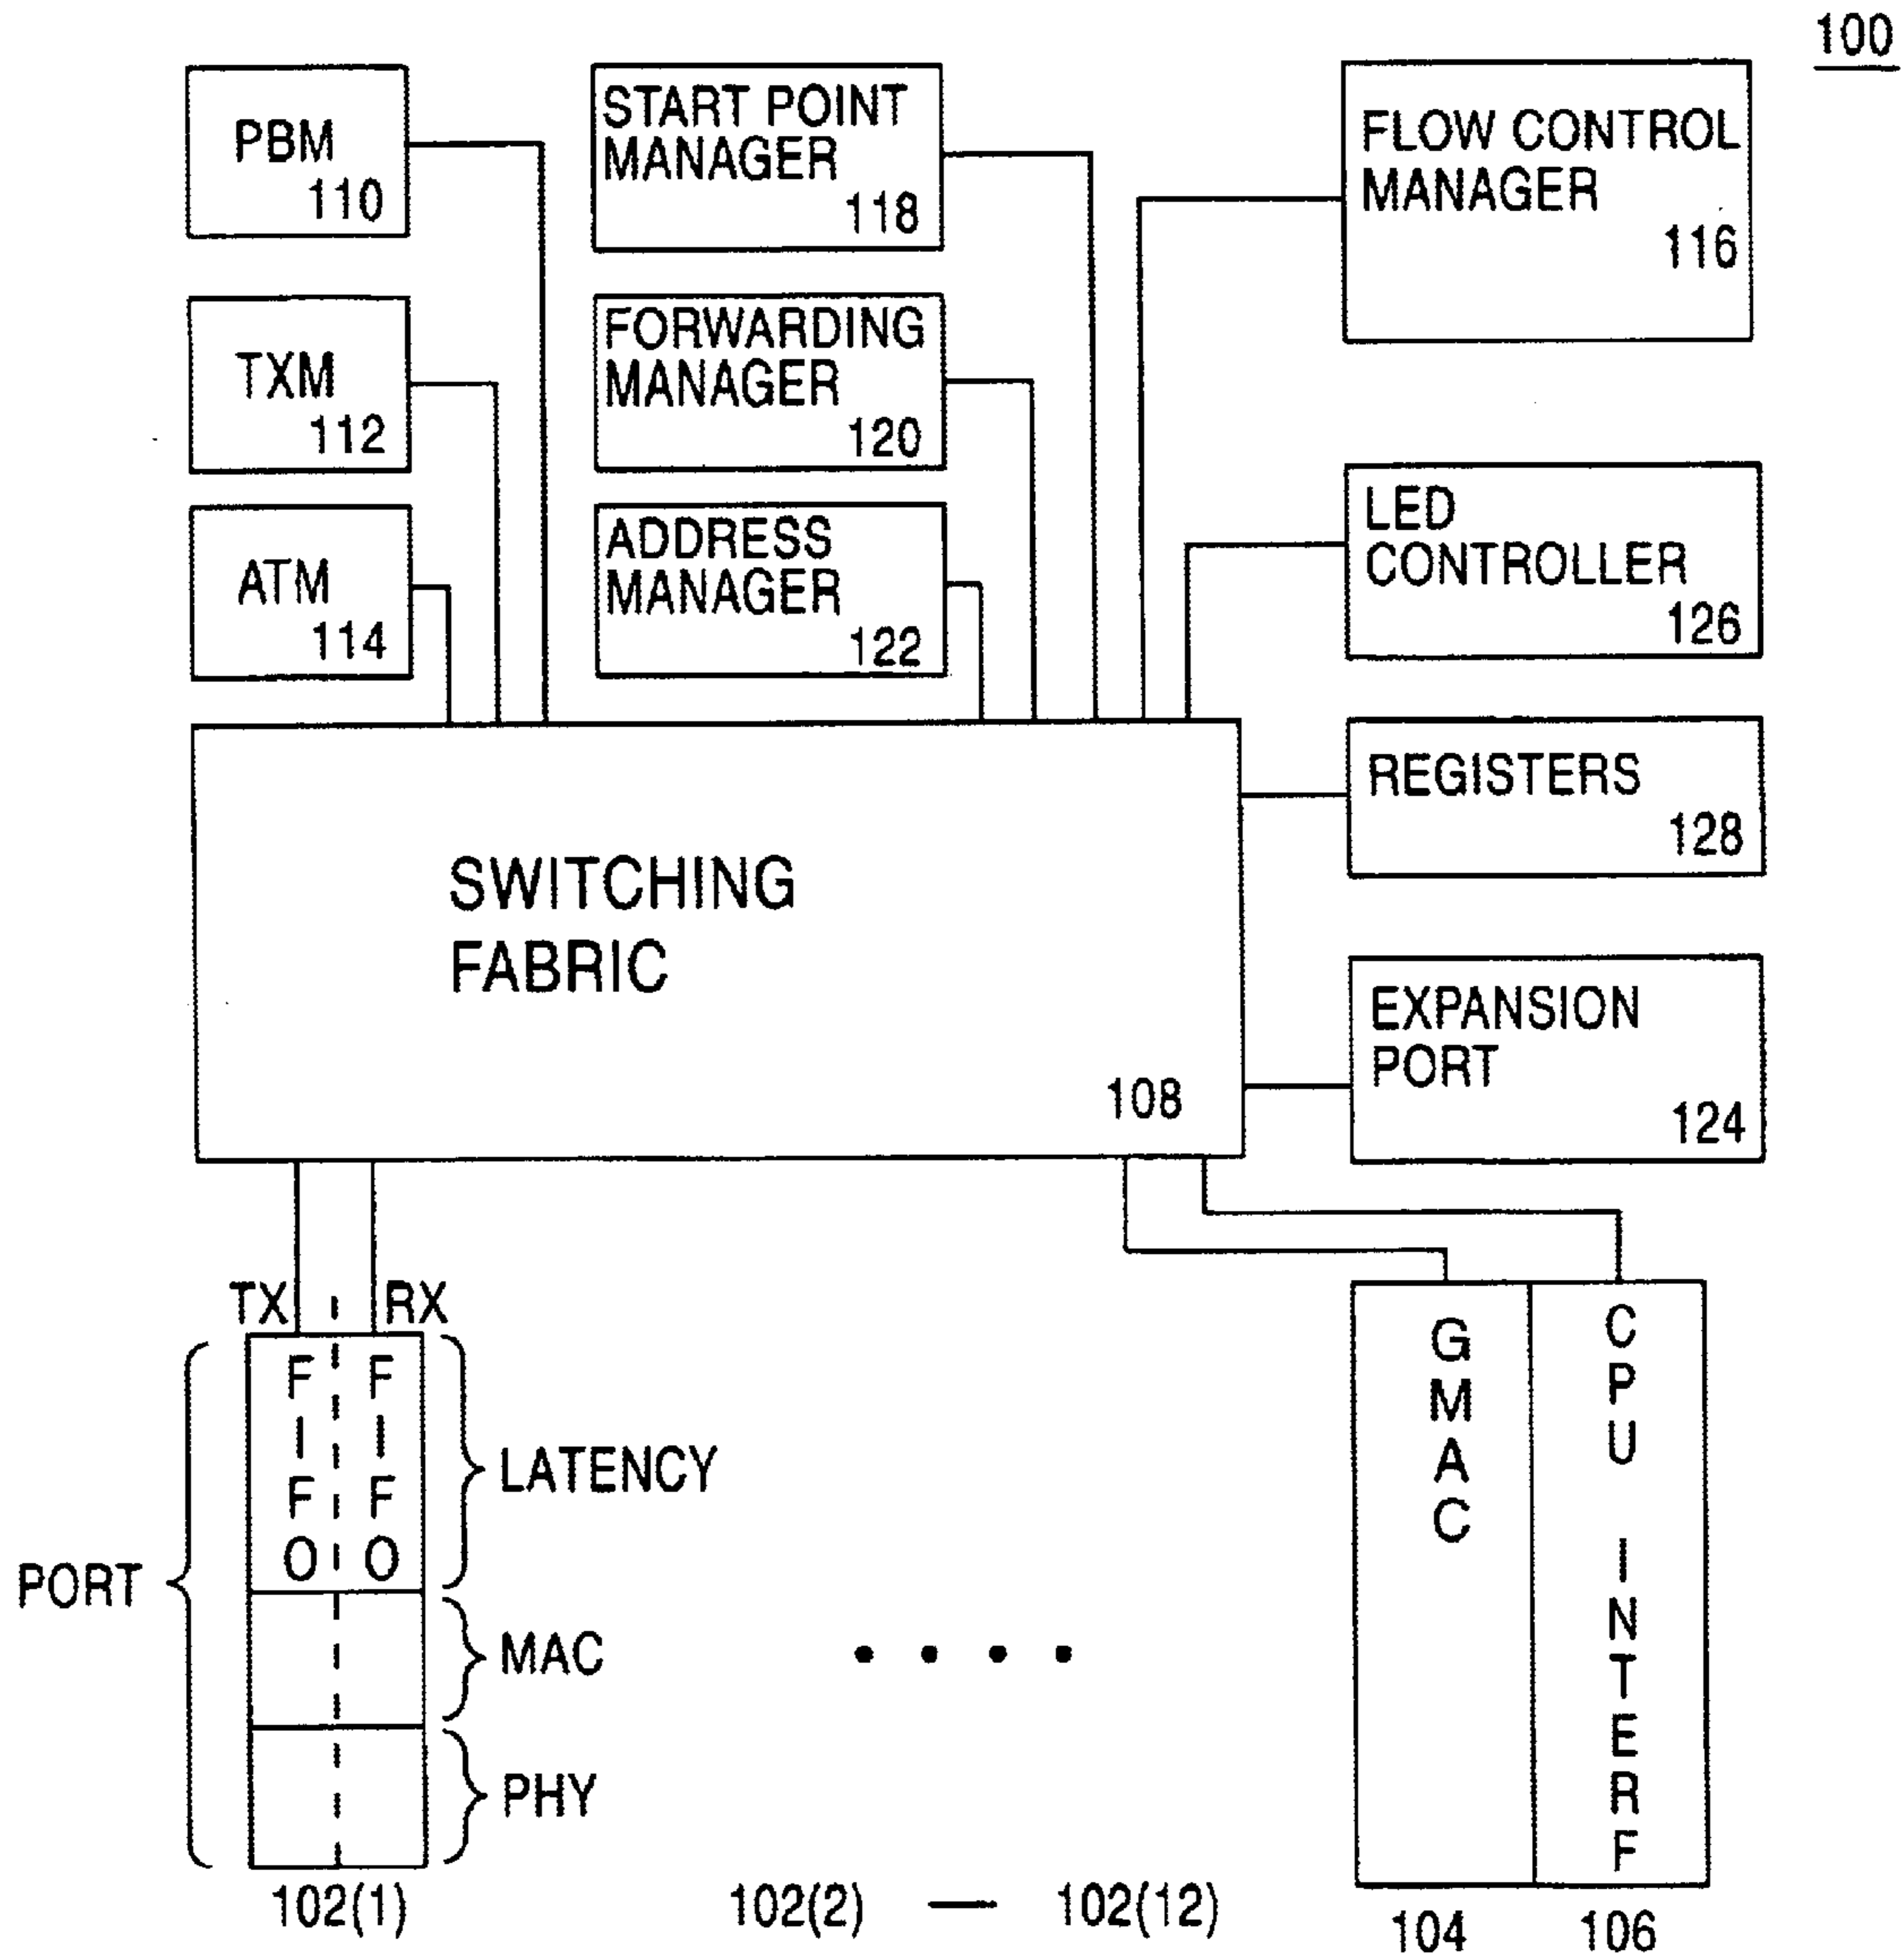 100
PBM
110
START POINT
MANAGER
118
FLOW CONTROL
MANAGER
116
TXM
112
FORWARDING
MANAGER
120
LED
CONTROLLER
126
ATM
114
ADDRESS
MANAGER
122
REGISTERS
128
SWITCHING
FABRIC
108
EXPANSION
PORT
124
TX
RX
FIFO
FIFO
LATENCY
PORT
MAC
PHY
GMAC
CPU INTERF
102(1)
102(2) — 102(12)
104
106